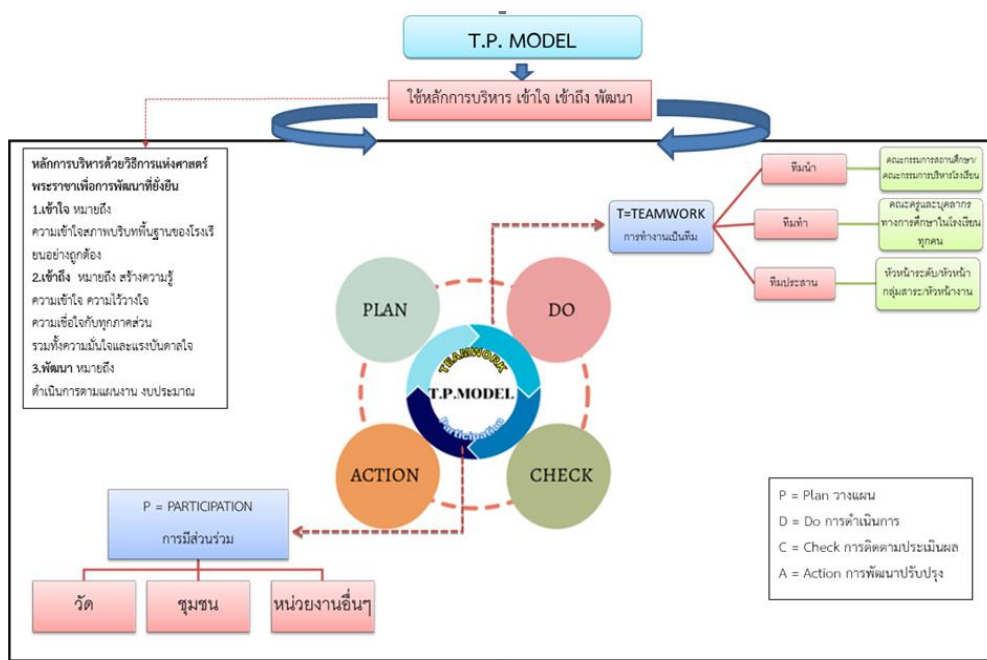 T.P. MODEL
ใช้หลักการบริหาร เข้าใจ เข้าถึง พัฒนา
หลักการบริหารด้วยวิธีการแห่งศาสตร์
พระราชาเพื่อการพัฒนาที่ยั่งยืน
1.เข้าใจ หมายถึง
ความเข้าใจสภาพบริบทพื้นฐานของโรงเรี
ยนอย่างถูกต้อง
2.เข้าถึง หมายถึง สร้างความรู้
ความเข้าใจ ความไว้วางใจ
ความเชื่อใจกับทุกภาคส่วน
รวมทั้งความมั่นใจและแรงบันดาลใจ
3.พัฒนา หมายถึง
ดำเนินการตามแผนงาน งบประมาณ
T=TEAMWORK
การทำงานเป็นทีม
ทีมนำ
คณะกรรมการสถานศึกษา/
คณะกรรมการบริหารโรงเรียน
ทีมทำ
คณะครูและบุคลากร
ทางการศึกษาในโรงเรียน
ทุกคน
ทีมประสาน
หัวหน้าระดับ/หัวหน้า
กลุ่มสาระ/หัวหน้างาน
PLAN
DO
TEAMWORK
T.P.MODEL
Participation
ACTION
CHECK
P = PARTICIPATION
การมีส่วนร่วม
วัด
ชุมชน
หน่วยงานอื่นๆ
P = Plan วางแผน
D = Do การดำเนินการ
C = Check การติดตามประเมินผล
A = Action การพัฒนาปรับปรุง